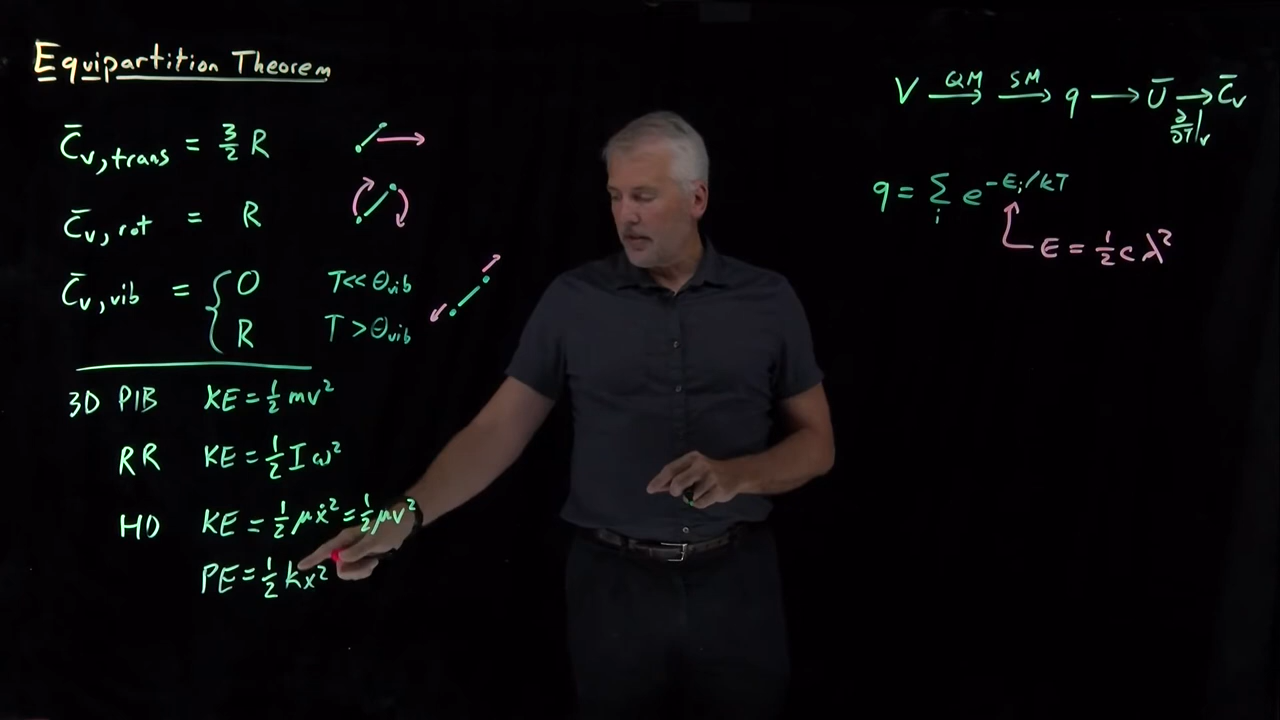 Equipartition Theorem
C̄v,trans = 3/2 R
C̄v,rot = R
C̄v,vib = { 0 T<<Θvib
R T>Θvib
3D PIB KE = 1/2 mv²
RR KE = 1/2 Iω²
HO KE = 1/2 μẋ² = 1/2 μv²
PE = 1/2 kx²
V QM→ SM→ q → Ū → C̄v
∂/∂T|v
q = Σi e^-Ei/kT
E = 1/2 cλ²